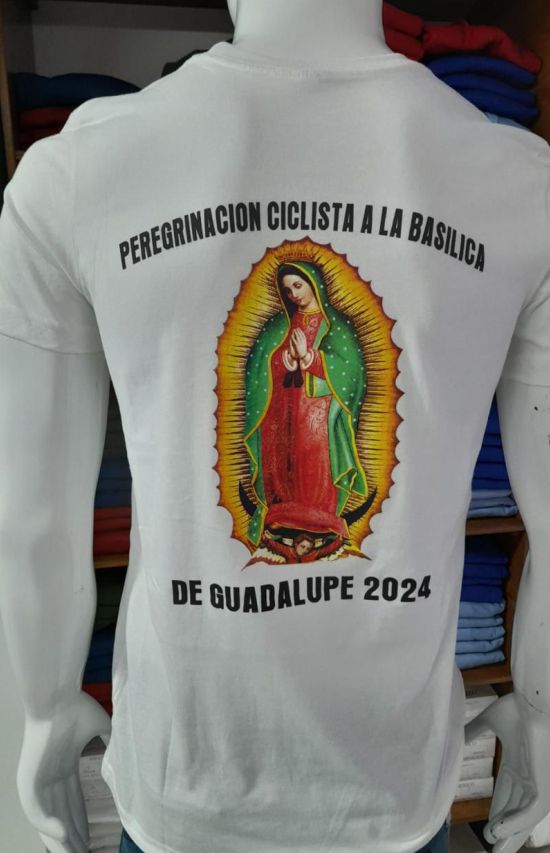 PEREGRINACION CICLISTA A LA BASILICA
DE GUADALUPE 2024